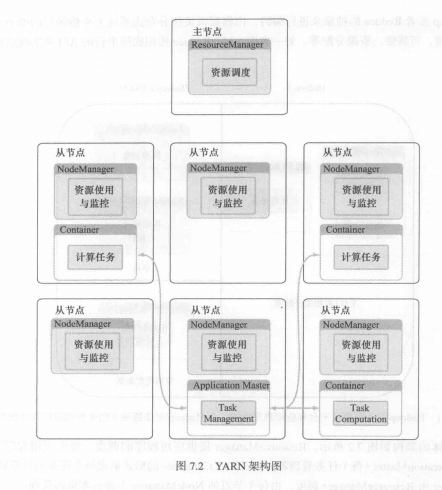 主节点
ResourceManager
资源调度
从节点
NodeManager
资源使用
与监控
Container
计算任务
从节点
NodeManager
资源使用
与监控
从节点
NodeManager
资源使用
与监控
Container
计算任务
从节点
NodeManager
资源使用
与监控
从节点
NodeManager
资源使用
与监控
Application Master
Task
Management
从节点
NodeManager
资源使用
与监控
Container
Task
Computation
图 7.2 YARN 架构图